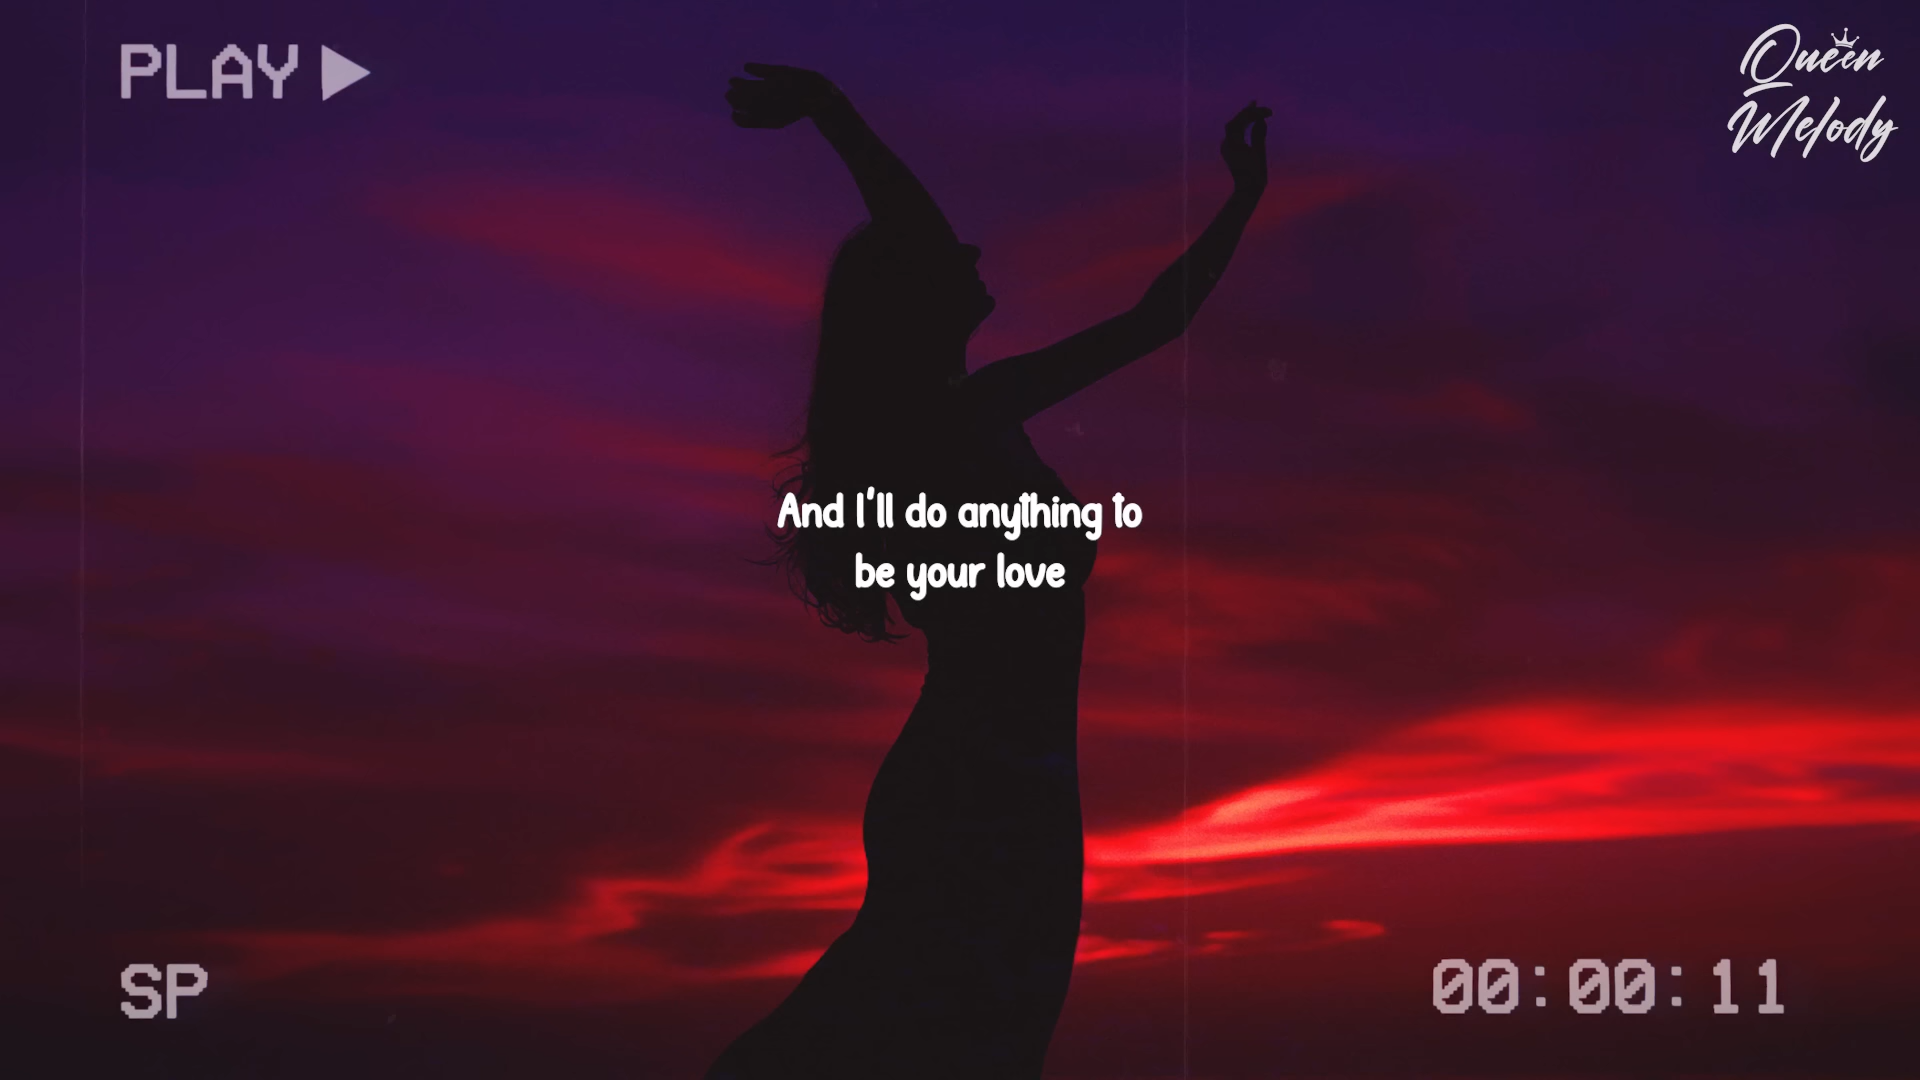 PLAY
Queen
Melody
And I'll do anything to
be your love
SP
00:00:11